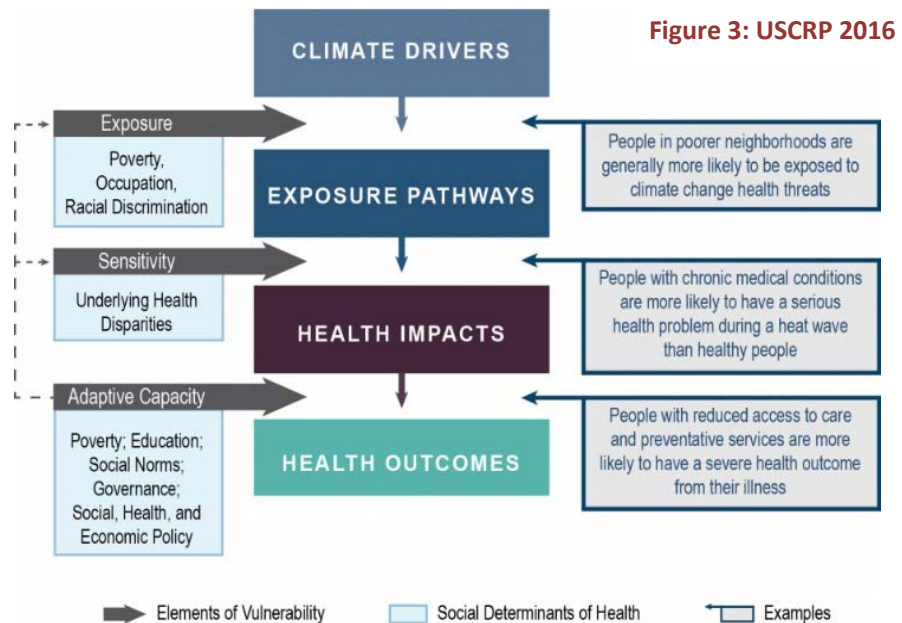 Figure 3: USCRP 2016
CLIMATE DRIVERS
Exposure
Poverty,
Occupation,
Racial Discrimination
People in poorer neighborhoods are
generally more likely to be exposed to
climate change health threats
EXPOSURE PATHWAYS
Sensitivity
Underlying Health
Disparities
People with chronic medical conditions
are more likely to have a serious
health problem during a heat wave
than healthy people
HEALTH IMPACTS
Adaptive Capacity
Poverty; Education;
Social Norms;
Governance;
Social, Health, and
Economic Policy
People with reduced access to care
and preventative services are more
likely to have a severe health outcome
from their illness
HEALTH OUTCOMES
Elements of Vulnerability
Social Determinants of Health
Examples